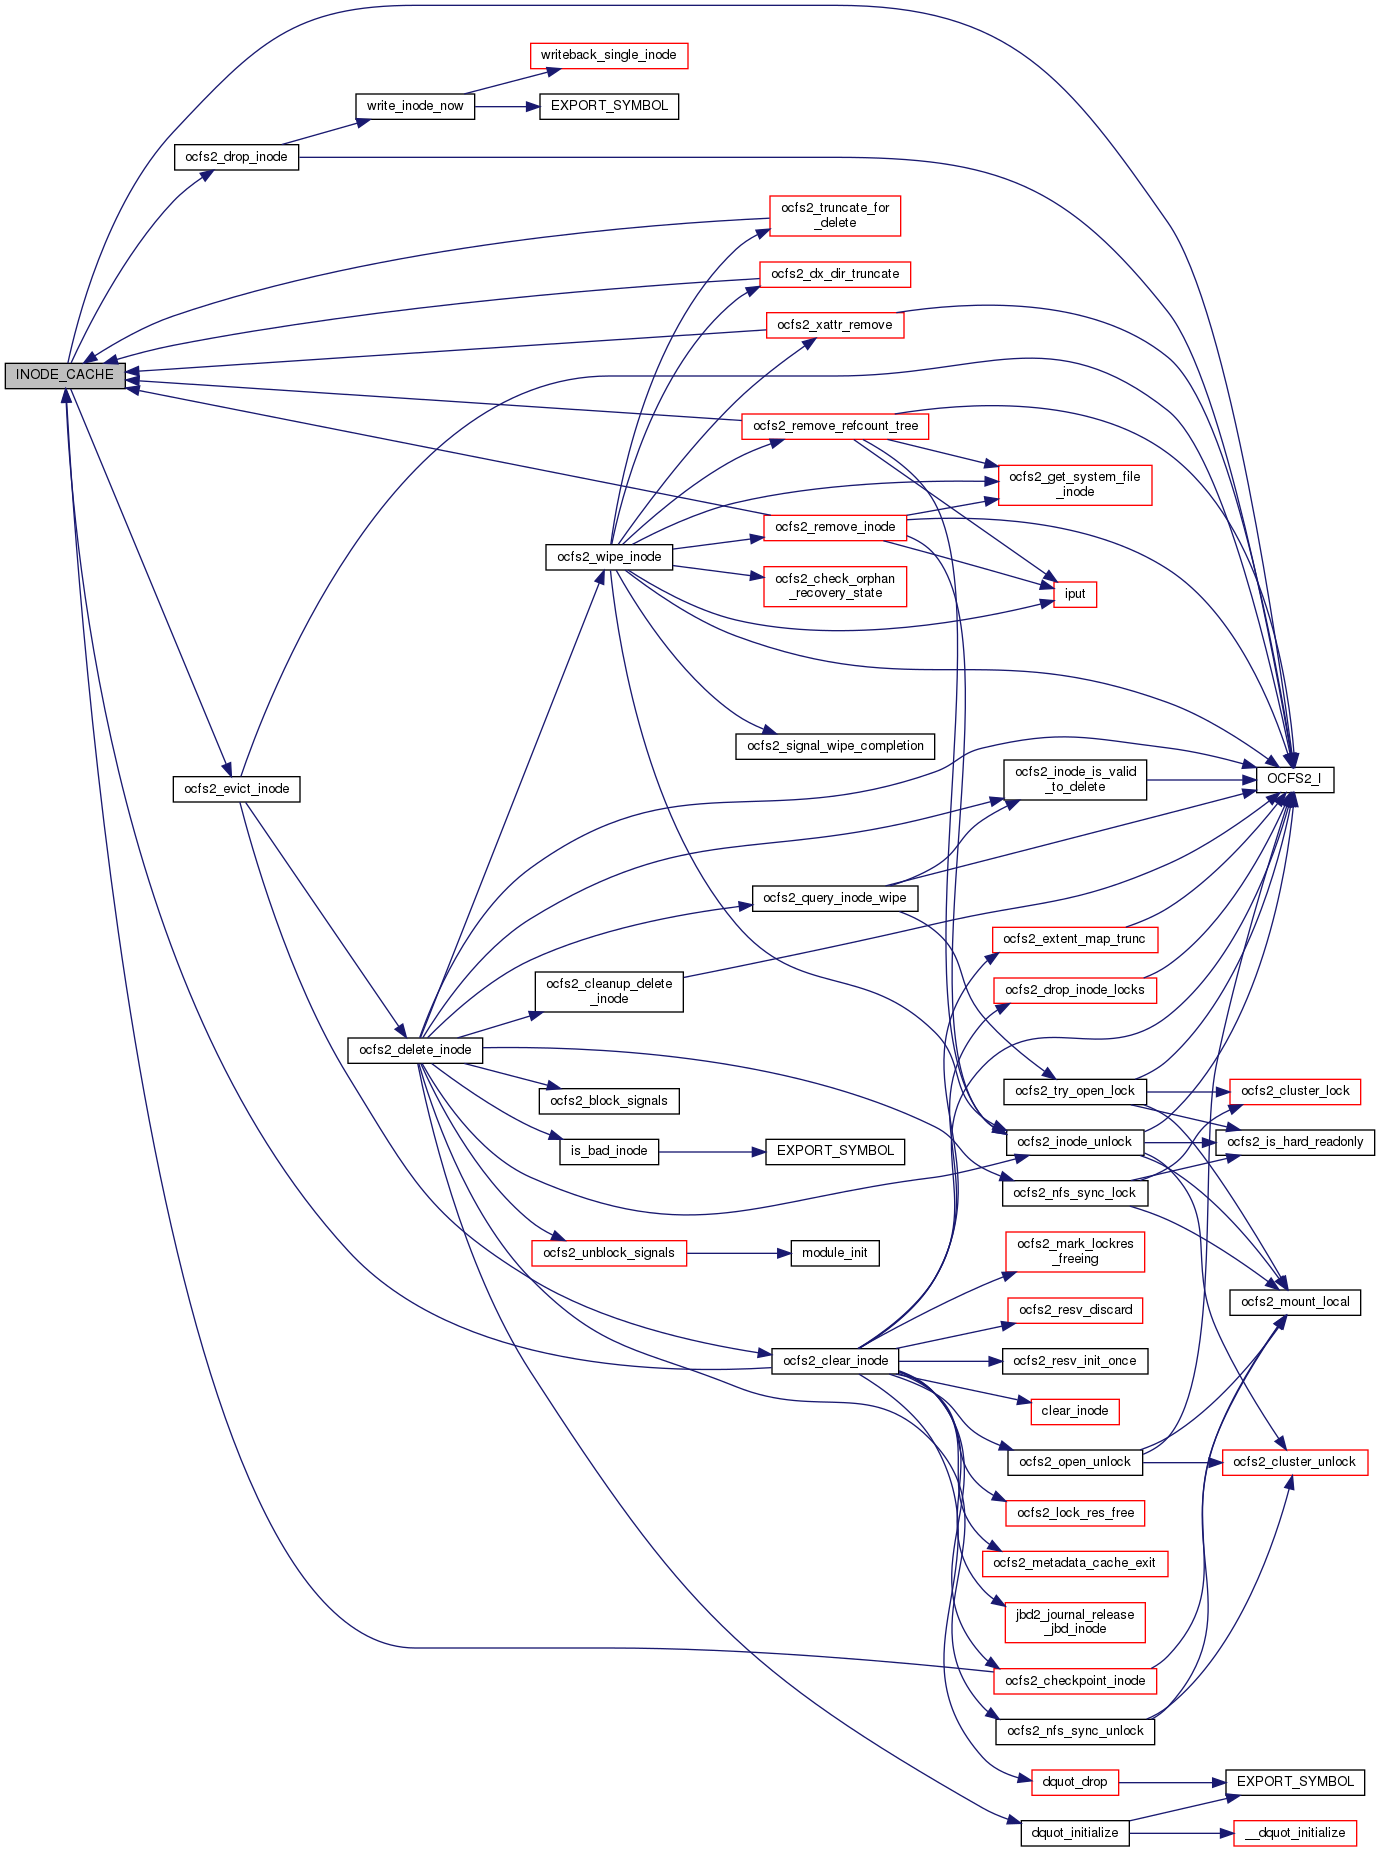 writeback_single_inode
write_inode_now
EXPORT_SYMBOL
ocfs2_drop_inode
ocfs2_truncate_for
_delete
ocfs2_dx_dir_truncate
ocfs2_xattr_remove
INODE_CACHE
ocfs2_remove_refcount_tree
ocfs2_get_system_file
_inode
ocfs2_remove_inode
ocfs2_wipe_inode
ocfs2_check_orphan
_recovery_state
iput
ocfs2_signal_wipe_completion
ocfs2_inode_is_valid
_to_delete
OCFS2_I
ocfs2_evict_inode
ocfs2_query_inode_wipe
ocfs2_extent_map_trunc
ocfs2_cleanup_delete
_inode
ocfs2_drop_inode_locks
ocfs2_delete_inode
ocfs2_try_open_lock
ocfs2_cluster_lock
ocfs2_block_signals
ocfs2_inode_unlock
ocfs2_is_hard_readonly
is_bad_inode
EXPORT_SYMBOL
ocfs2_nfs_sync_lock
ocfs2_mark_lockres
_freeing
ocfs2_unblock_signals
module_init
ocfs2_resv_discard
ocfs2_mount_local
ocfs2_clear_inode
ocfs2_resv_init_once
clear_inode
ocfs2_open_unlock
ocfs2_cluster_unlock
ocfs2_lock_res_free
ocfs2_metadata_cache_exit
jbd2_journal_release
_jbd_inode
ocfs2_checkpoint_inode
ocfs2_nfs_sync_unlock
dquot_drop
EXPORT_SYMBOL
dquot_initialize
__dquot_initialize